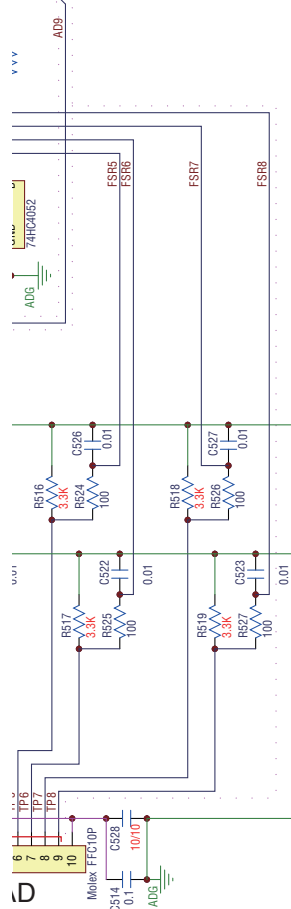 AD9
FSR5
FSR6
FSR7
FSR8
74HC4052
ADG
C526
0.01
C527
0.01
R516
3.3K
R524
100
R518
3.3K
R526
100
C522
0.01
C523
0.01
R517
3.3K
R525
100
R519
3.3K
R527
100
TP6
TP7
TP8
6
7
8
9
10
Molex FFC10P
C528
10/10
C514
0.1
ADG
AD